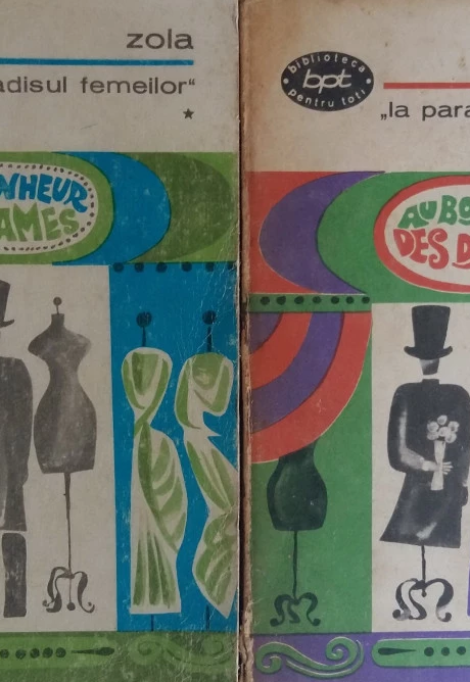 zola
adisul femeilor“
*
NHEUR
AMES
biblioteca
bpt
pentru toți
„la para
AU BO
DES D